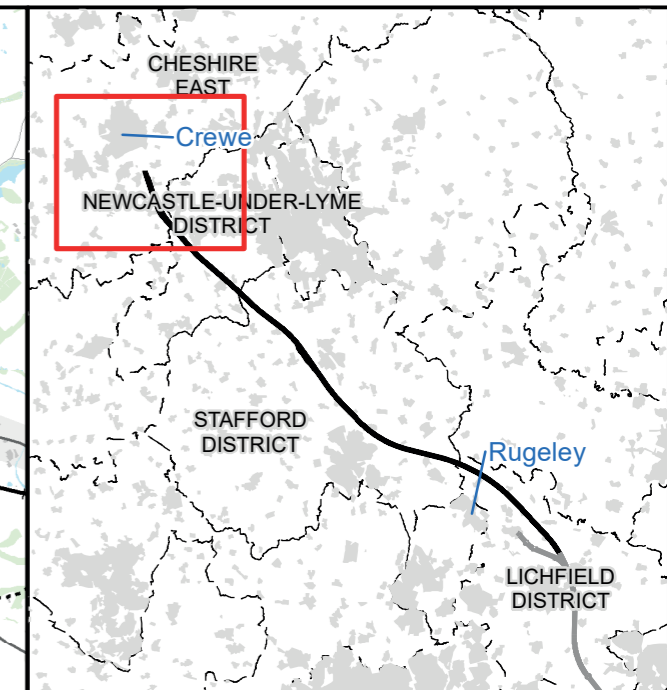 CHESHIRE
EAST
Crewe
NEWCASTLE-UNDER-LYME
DISTRICT
STAFFORD
DISTRICT
Rugeley
LICHFIELD
DISTRICT